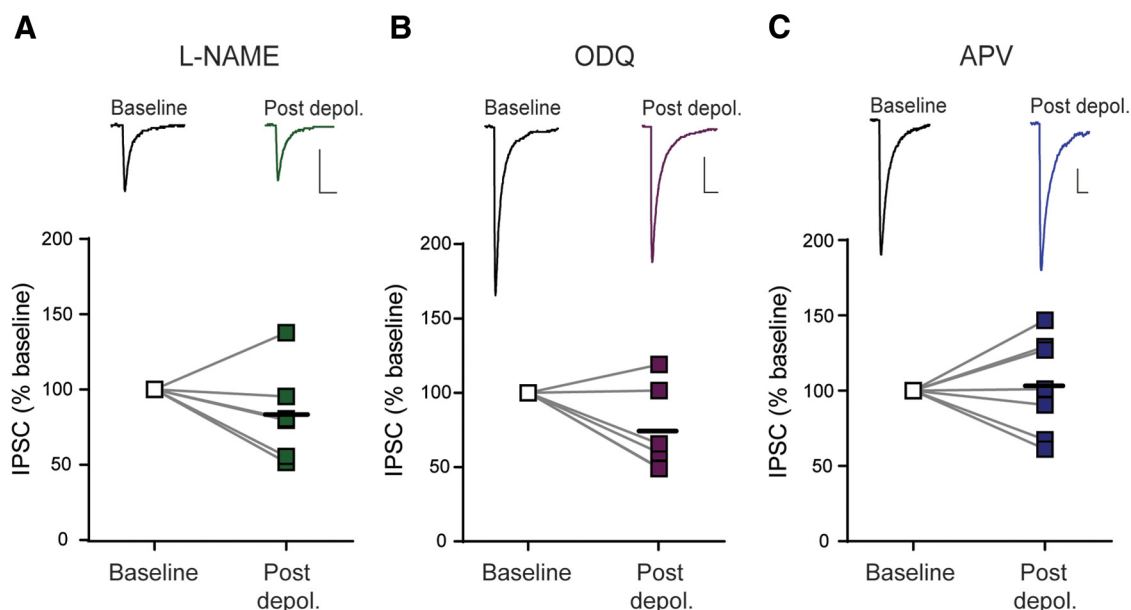 A
L-NAME
Baseline
Post depol.
200
150
100
50
0
IPSC (% baseline)
Baseline
Post
depol.
B
ODQ
Baseline
Post depol.
200
150
100
50
0
IPSC (% baseline)
Baseline
Post
depol.
C
APV
Baseline
Post depol.
200
150
100
50
0
IPSC (% baseline)
Baseline
Post
depol.